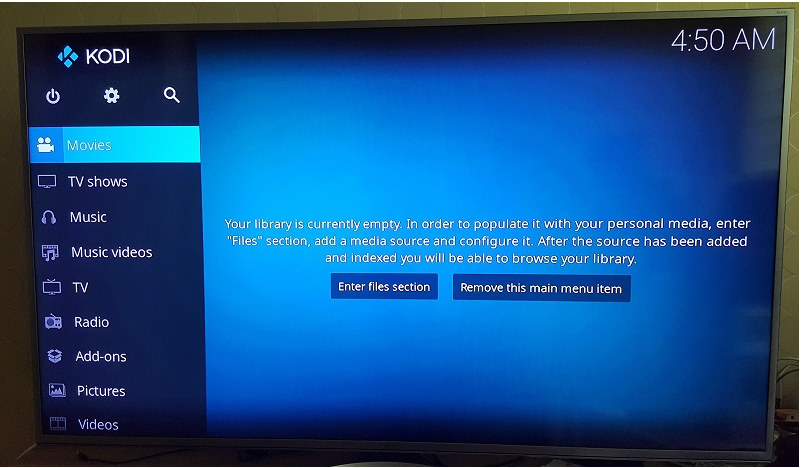 KODI
4:50 AM
Movies
TV shows
Music
Music videos
TV
Radio
Add-ons
Pictures
Videos
Your library is currently empty. In order to populate it with your personal media, enter
"Files" section, add a media source and configure it. After the source has been added
and indexed you will be able to browse your library.
Enter files section
Remove this main menu item